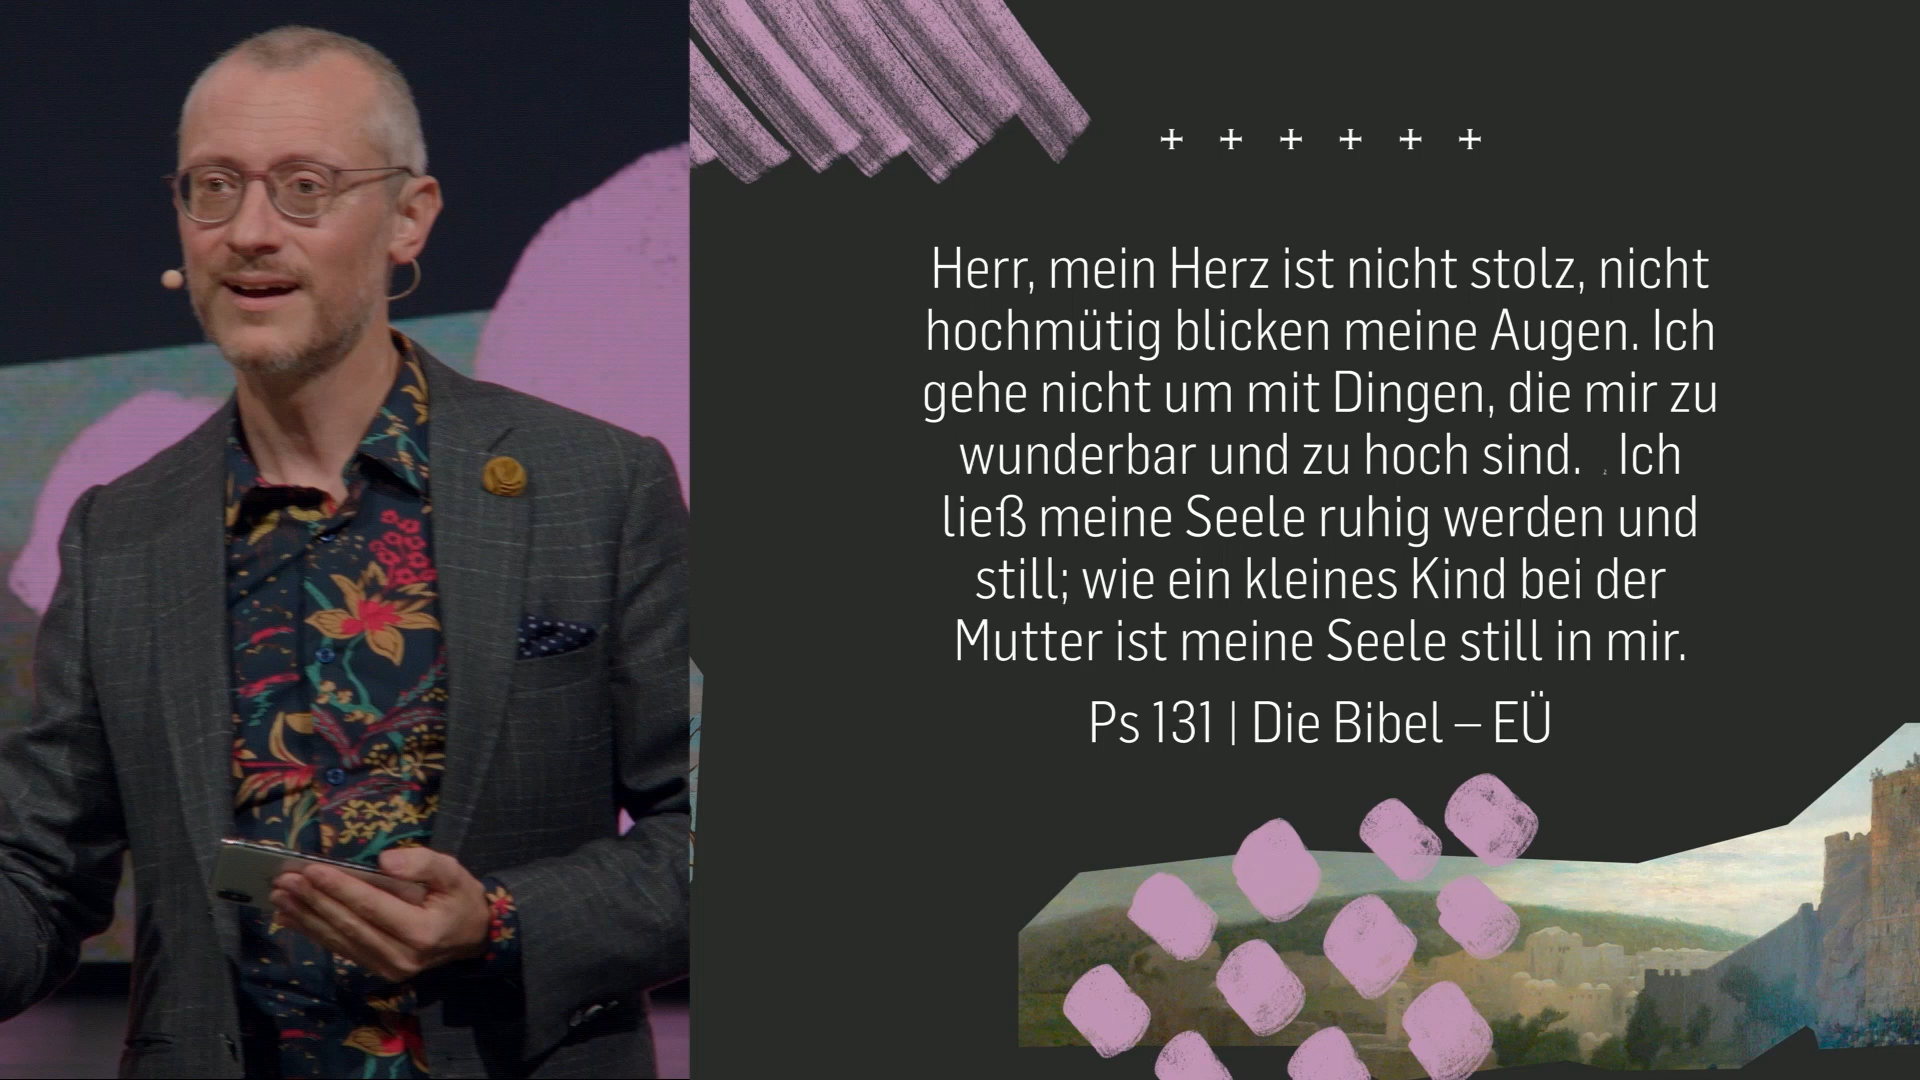 Herr, mein Herz ist nicht stolz, nicht
hochmütig blicken meine Augen. Ich
gehe nicht um mit Dingen, die mir zu
wunderbar und zu hoch sind. Ich
ließ meine Seele ruhig werden und
still; wie ein kleines Kind bei der
Mutter ist meine Seele still in mir.
Ps 131 | Die Bibel – EÜ